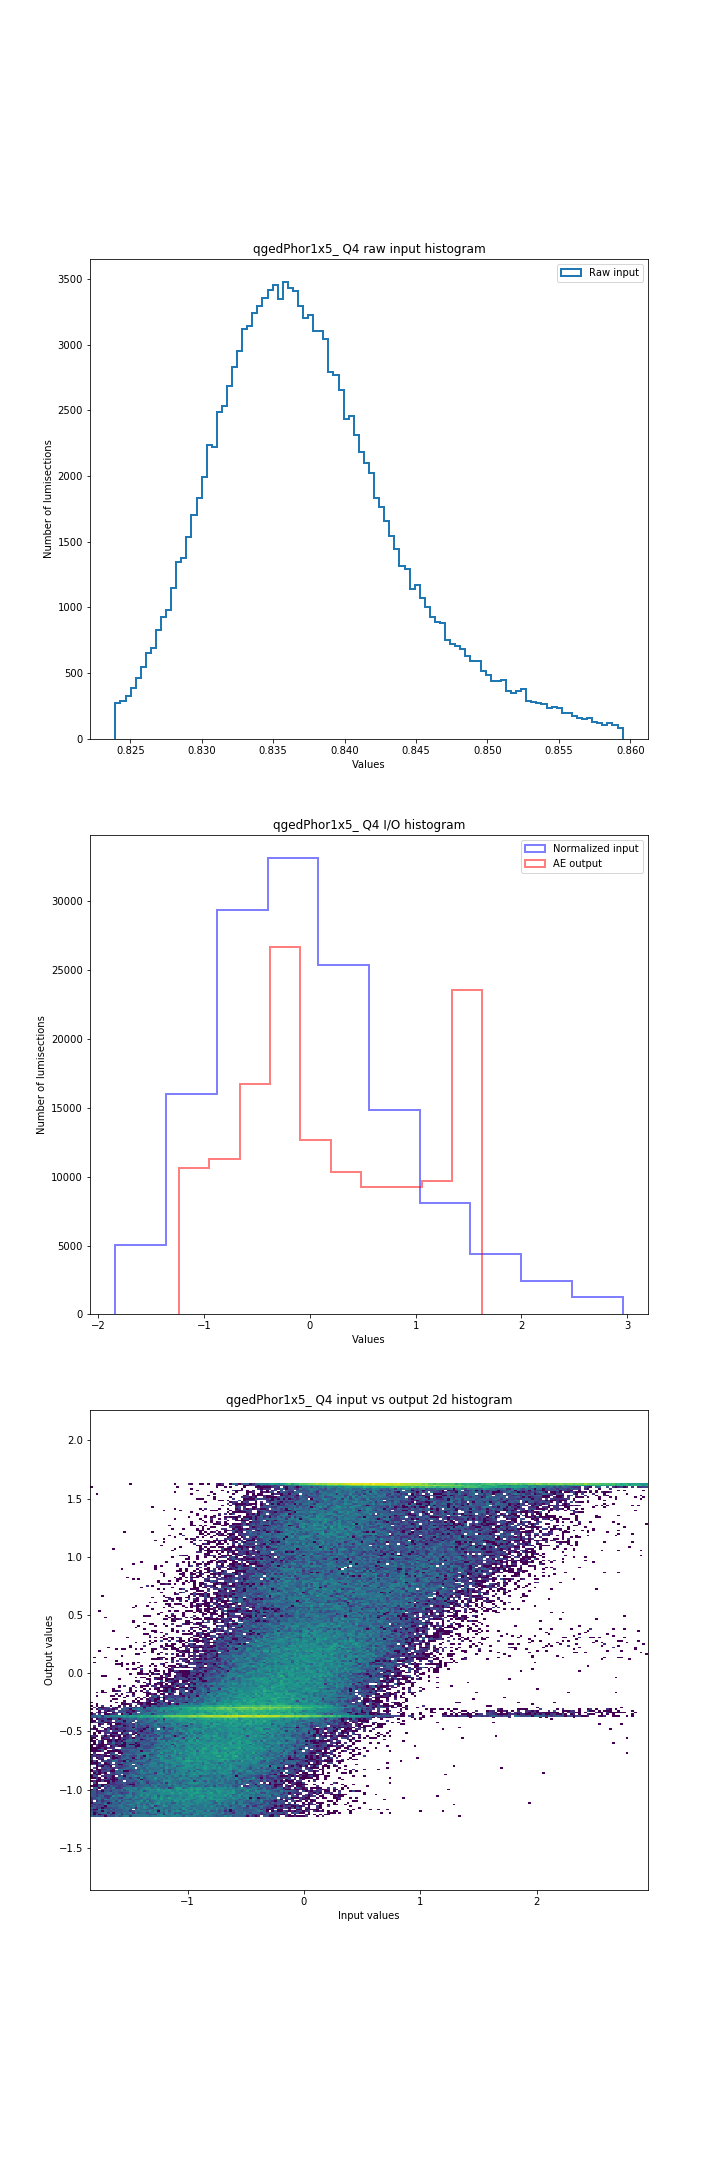 qgedPhor1x5_ Q4 raw input histogram
Raw input
3500
3000
2500
2000
1500
1000
500
0
Number of lumisections
0.825 0.830 0.835 0.840 0.845 0.850 0.855 0.860
Values
qgedPhor1x5_ Q4 I/O histogram
Normalized input
AE output
30000
25000
20000
15000
10000
5000
0
Number of lumisections
−2 −1 0 1 2 3
Values
qgedPhor1x5_ Q4 input vs output 2d histogram
2.0
1.5
1.0
0.5
0.0
−0.5
−1.0
−1.5
Output values
−1 0 1 2
Input values